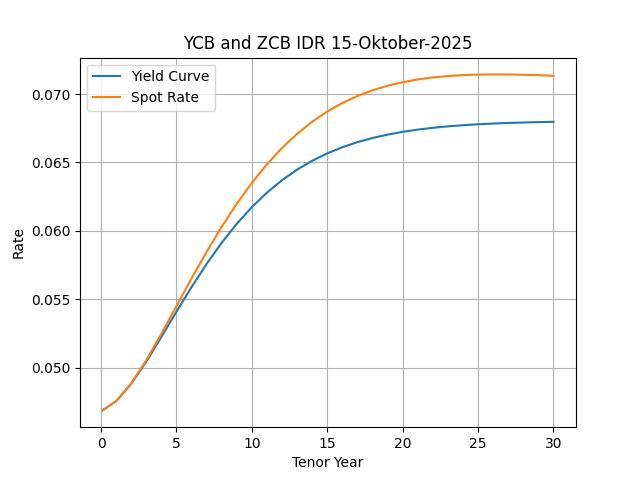 YCB and ZCB IDR 15-Oktober-2025
Yield Curve
Spot Rate
0.070
0.065
0.060
0.055
0.050
Rate
0 5 10 15 20 25 30
Tenor Year